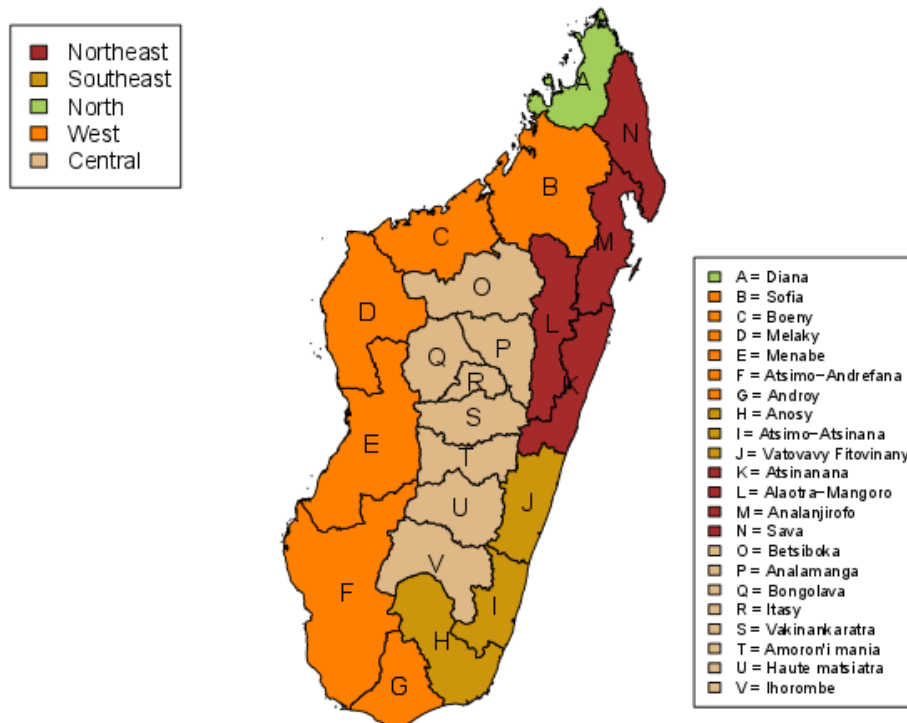 Northeast
Southeast
North
West
Central
A
N
B
M
C
O
D
L
P
Q
K
R
S
E
T
J
U
V
F
I
H
G
A = Diana
B = Sofia
C = Boeny
D = Melaky
E = Menabe
F = Atsimo-Andrefana
G = Androy
H = Anosy
I = Atsimo-Atsinana
J = Vatovavy Fitovinany
K = Atsinanana
L = Alaotra-Mangoro
M = Analanjirofo
N = Sava
O = Betsiboka
P = Analamanga
Q = Bongolava
R = Itasy
S = Vakinankaratra
T = Amoron'i mania
U = Haute matsiatra
V = Ihorombe